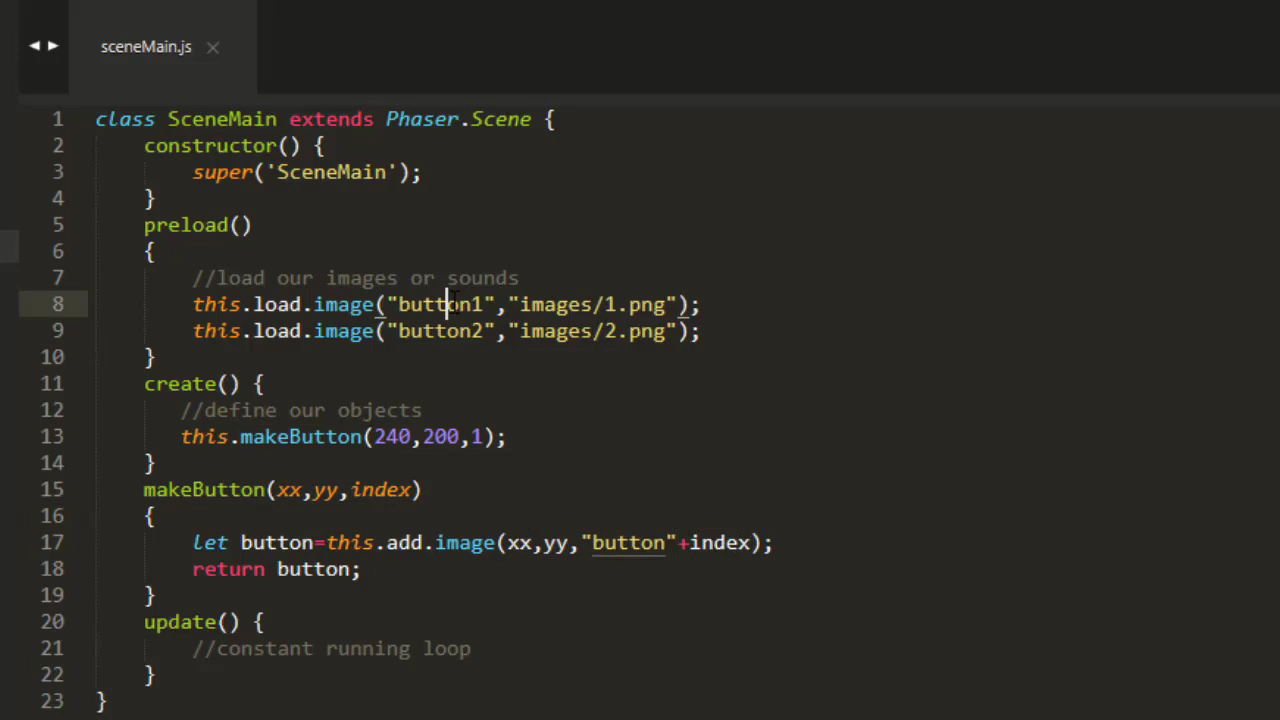 sceneMain.js
1 class SceneMain extends Phaser.Scene {
2 constructor() {
3 super('SceneMain');
4 }
5 preload()
6 {
7 //load our images or sounds
8 this.load.image("button1","images/1.png");
9 this.load.image("button2","images/2.png");
10 }
11 create() {
12 //define our objects
13 this.makeButton(240,200,1);
14 }
15 makeButton(xx,yy,index)
16 {
17 let button=this.add.image(xx,yy,"button"+index);
18 return button;
19 }
20 update() {
21 //constant running loop
22 }
23 }